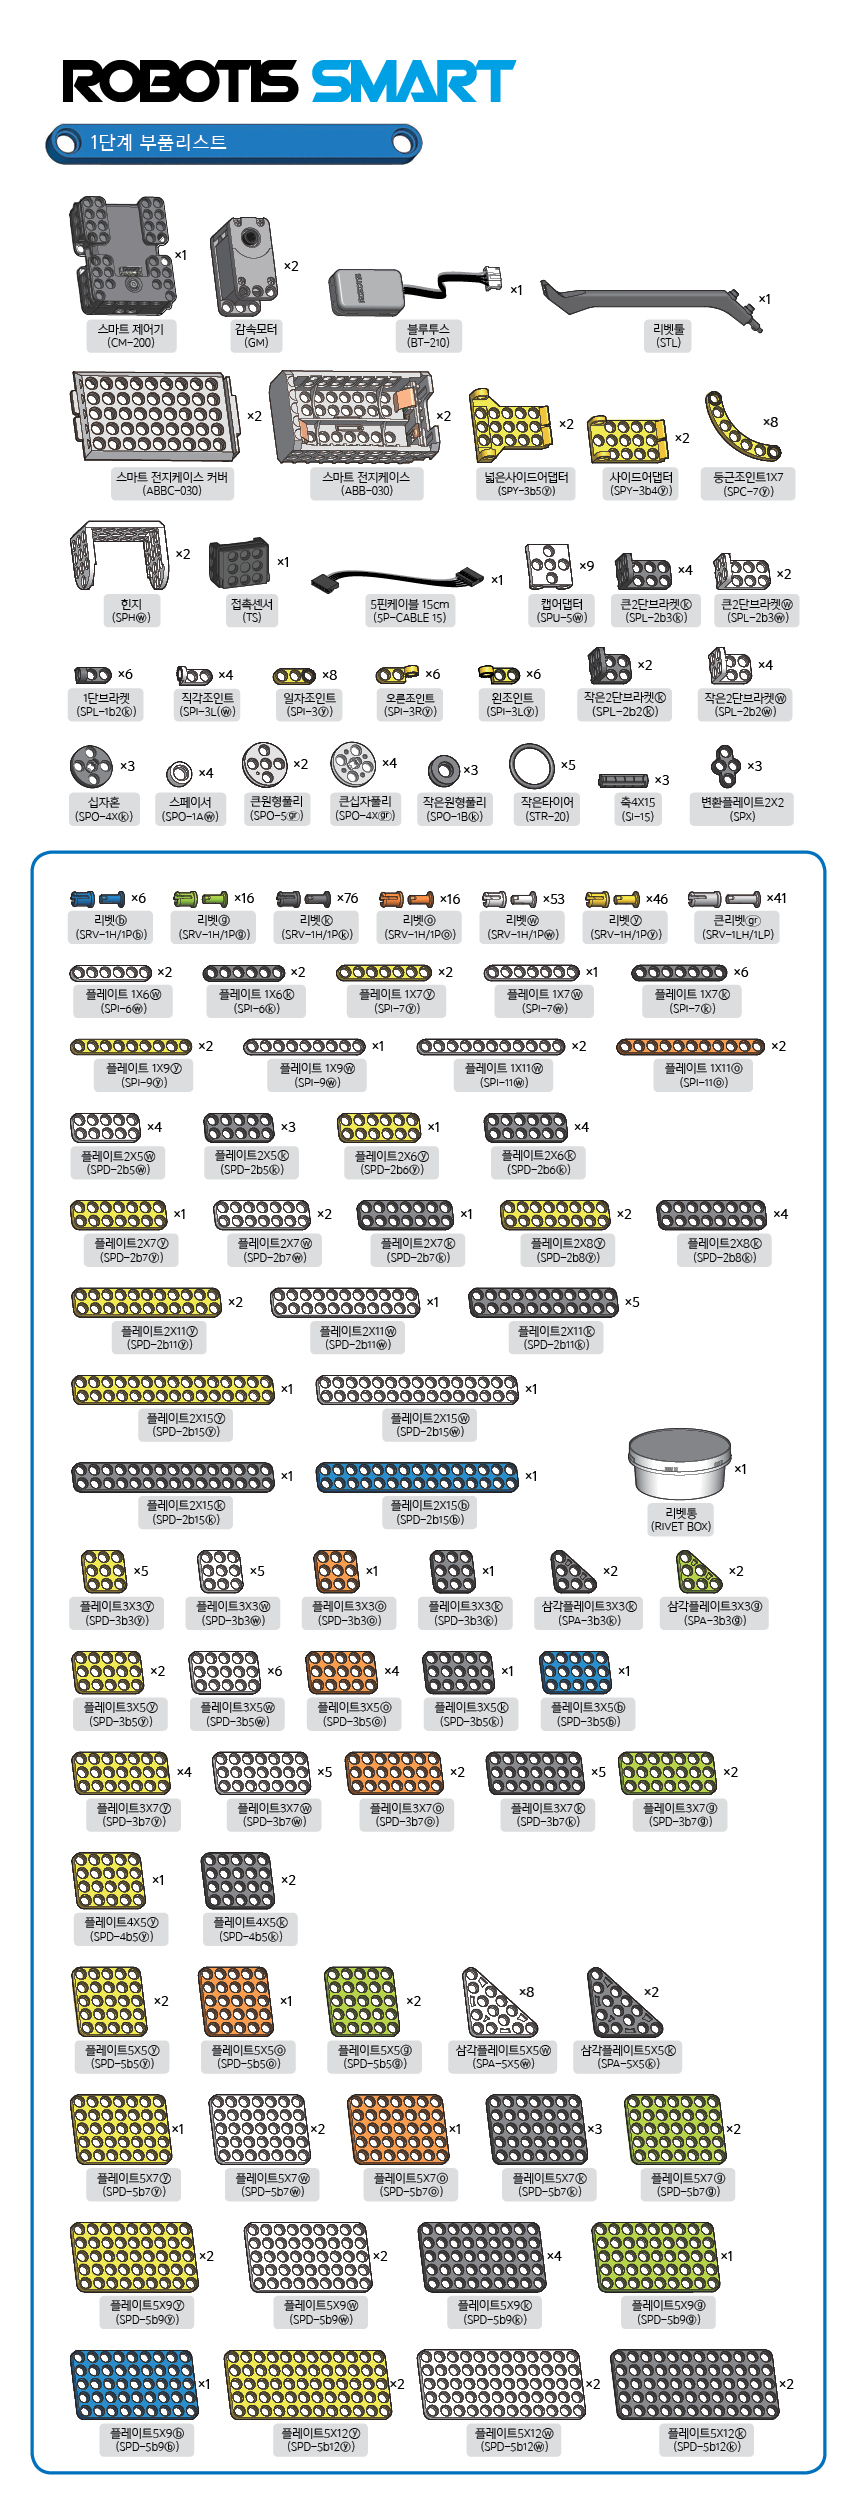 ROBOTIS SMART
1단계 부품리스트
×1
×2
×1
×1
스마트 제어기
(CM-200)
감속모터
(GM)
블루투스
(BT-210)
리벳툴
(STL)
×2
×2
×2
×2
×8
스마트 전지케이스 커버
(ABBC-030)
스마트 전지케이스
(ABB-030)
넓은사이드어댑터
(SPY-3b5ⓨ)
사이드어댑터
(SPY-3b4ⓨ)
둥근조인트1X7
(SPC-7ⓨ)
×2
×1
×1
×9
×4
×2
힌지
(SPHⓦ)
접촉센서
(TS)
5핀케이블 15cm
(5P-CABLE 15)
캡어댑터
(SPU-5ⓦ)
큰2단브라켓ⓚ
(SPL-2b3ⓚ)
큰2단브라켓ⓦ
(SPL-2b3ⓦ)
×6
×4
×8
×6
×6
×2
×4
1단브라켓
(SPL-1b2ⓚ)
직각조인트
(SPI-3L(ⓦ)
일자조인트
(SPI-3ⓨ)
오른조인트
(SPI-3Rⓨ)
왼조인트
(SPI-3Lⓨ)
작은2단브라켓ⓚ
(SPL-2b2ⓚ)
작은2단브라켓ⓦ
(SPL-2b2ⓦ)
×3
×4
×2
×4
×3
×5
×3
×3
십자혼
(SPO-4Xⓚ)
스페이서
(SPO-1Aⓦ)
큰원형풀리
(SPO-5gr)
큰십자풀리
(SPO-4Xgr)
작은원형풀리
(SPO-1Bⓚ)
작은타이어
(STR-20)
축4X15
(SI-15)
변환플레이트2X2
(SPX)
×6
×16
×76
×16
×53
×46
×41
리벳ⓑ
(SRV-1H/1Pⓑ)
리벳ⓖ
(SRV-1H/1Pⓖ)
리벳ⓚ
(SRV-1H/1Pⓚ)
리벳ⓞ
(SRV-1H/1Pⓞ)
리벳ⓦ
(SRV-1H/1Pⓦ)
리벳ⓨ
(SRV-1H/1Pⓨ)
큰리벳gr
(SRV-1LH/1LP)
×2
×2
×2
×1
×6
플레이트 1X6ⓦ
(SPI-6ⓦ)
플레이트 1X6ⓚ
(SPI-6ⓚ)
플레이트 1X7ⓨ
(SPI-7ⓨ)
플레이트 1X7ⓦ
(SPI-7ⓦ)
플레이트 1X7ⓚ
(SPI-7ⓚ)
×2
×1
×2
×2
플레이트 1X9ⓨ
(SPI-9ⓨ)
플레이트 1X9ⓦ
(SPI-9ⓦ)
플레이트 1X11ⓦ
(SPI-11ⓦ)
플레이트 1X11ⓞ
(SPI-11ⓞ)
×4
×3
×1
×4
플레이트2X5ⓦ
(SPD-2b5ⓦ)
플레이트2X5ⓚ
(SPD-2b5ⓚ)
플레이트2X6ⓨ
(SPD-2b6ⓨ)
플레이트2X6ⓚ
(SPD-2b6ⓚ)
×1
×2
×1
×2
×4
플레이트2X7ⓨ
(SPD-2b7ⓨ)
플레이트2X7ⓦ
(SPD-2b7ⓦ)
플레이트2X7ⓚ
(SPD-2b7ⓚ)
플레이트2X8ⓨ
(SPD-2b8ⓨ)
플레이트2X8ⓚ
(SPD-2b8ⓚ)
×2
×1
×5
플레이트2X11ⓨ
(SPD-2b11ⓨ)
플레이트2X11ⓦ
(SPD-2b11ⓦ)
플레이트2X11ⓚ
(SPD-2b11ⓚ)
×1
×1
플레이트2X15ⓨ
(SPD-2b15ⓨ)
플레이트2X15ⓦ
(SPD-2b15ⓦ)
×1
×1
×1
플레이트2X15ⓚ
(SPD-2b15ⓚ)
플레이트2X15ⓑ
(SPD-2b15ⓑ)
리벳통
(RIVET BOX)
×5
×5
×1
×1
×2
×2
플레이트3X3ⓨ
(SPD-3b3ⓨ)
플레이트3X3ⓦ
(SPD-3b3ⓦ)
플레이트3X3ⓞ
(SPD-3b3ⓞ)
플레이트3X3ⓚ
(SPD-3b3ⓚ)
삼각플레이트3X3ⓚ
(SPA-3b3ⓚ)
삼각플레이트3X3ⓖ
(SPA-3b3ⓖ)
×2
×6
×4
×1
×1
플레이트3X5ⓨ
(SPD-3b5ⓨ)
플레이트3X5ⓦ
(SPD-3b5ⓦ)
플레이트3X5ⓞ
(SPD-3b5ⓞ)
플레이트3X5ⓚ
(SPD-3b5ⓚ)
플레이트3X5ⓑ
(SPD-3b5ⓑ)
×4
×5
×2
×5
×2
플레이트3X7ⓨ
(SPD-3b7ⓨ)
플레이트3X7ⓦ
(SPD-3b7ⓦ)
플레이트3X7ⓞ
(SPD-3b7ⓞ)
플레이트3X7ⓚ
(SPD-3b7ⓚ)
플레이트3X7ⓖ
(SPD-3b7ⓖ)
×1
×2
플레이트4X5ⓨ
(SPD-4b5ⓨ)
플레이트4X5ⓚ
(SPD-4b5ⓚ)
×2
×1
×2
×8
×2
플레이트5X5ⓨ
(SPD-5b5ⓨ)
플레이트5X5ⓞ
(SPD-5b5ⓞ)
플레이트5X5ⓖ
(SPD-5b5ⓖ)
삼각플레이트5X5ⓦ
(SPA-5X5ⓦ)
삼각플레이트5X5ⓚ
(SPA-5X5ⓚ)
×1
×2
×1
×3
×2
플레이트5X7ⓨ
(SPD-5b7ⓨ)
플레이트5X7ⓦ
(SPD-5b7ⓦ)
플레이트5X7ⓞ
(SPD-5b7ⓞ)
플레이트5X7ⓚ
(SPD-5b7ⓚ)
플레이트5X7ⓖ
(SPD-5b7ⓖ)
×2
×2
×4
×1
플레이트5X9ⓨ
(SPD-5b9ⓨ)
플레이트5X9ⓦ
(SPD-5b9ⓦ)
플레이트5X9ⓚ
(SPD-5b9ⓚ)
플레이트5X9ⓖ
(SPD-5b9ⓖ)
×1
×2
×2
×2
플레이트5X9ⓑ
(SPD-5b9ⓑ)
플레이트5X12ⓨ
(SPD-5b12ⓨ)
플레이트5X12ⓦ
(SPD-5b12ⓦ)
플레이트5X12ⓚ
(SPD-5b12ⓚ)